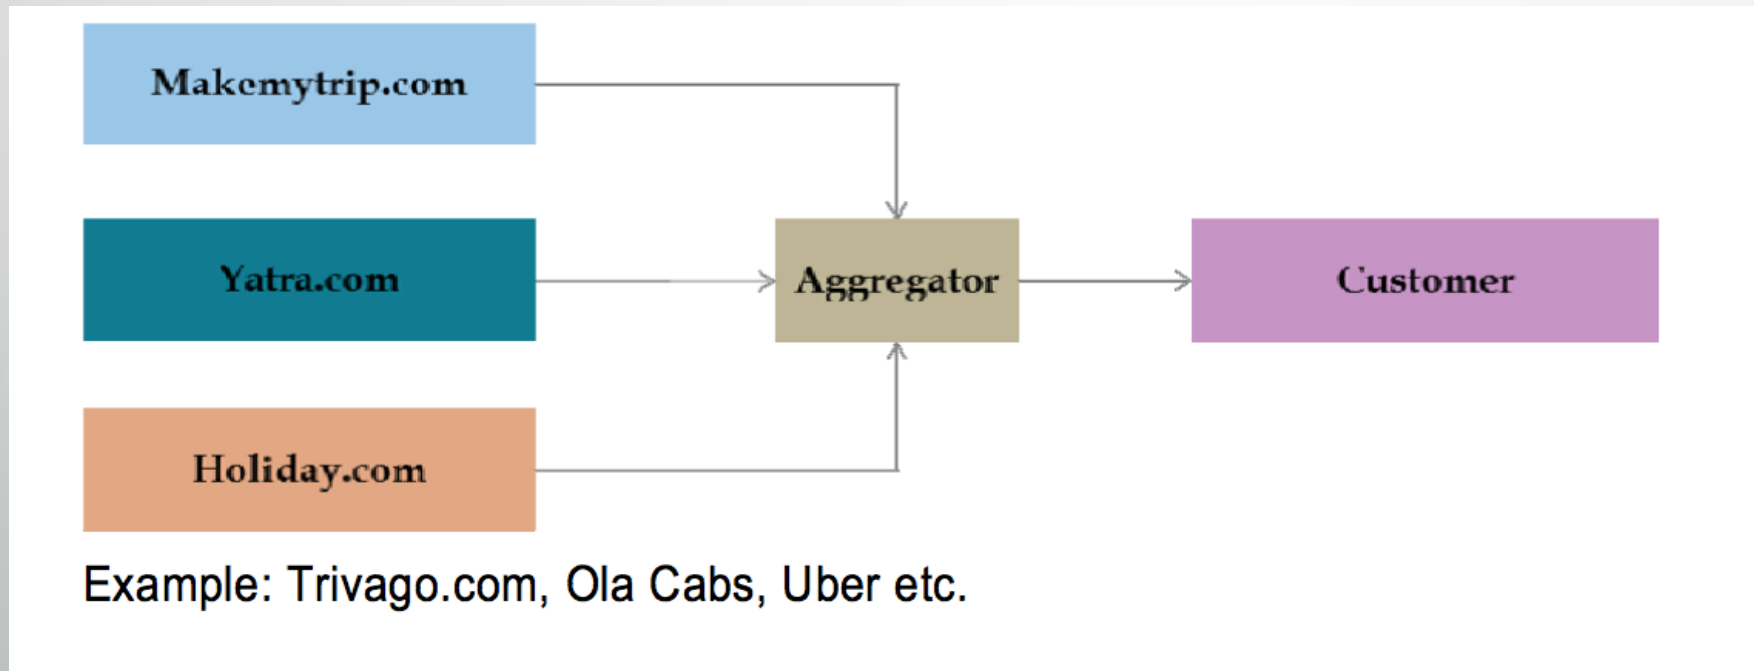 Makemytrip.com
Yatra.com
Aggregator
Customer
Holiday.com
Example: Trivago.com, Ola Cabs, Uber etc.